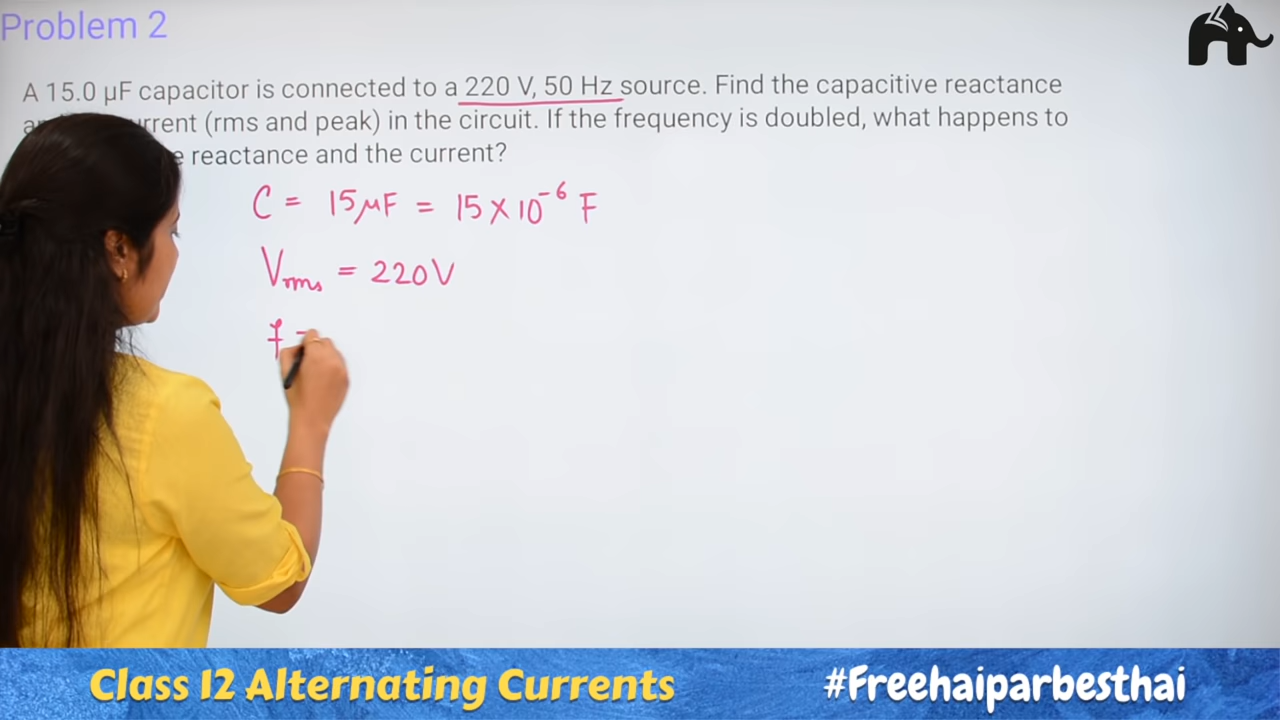 Problem 2
A 15.0 μF capacitor is connected to a 220 V, 50 Hz source. Find the capacitive reactance
(rms and peak) in the circuit. If the frequency is doubled, what happens to
reactance and the current?
C = 15μF = 15 × 10⁻⁶ F
Vrms = 220V
f =
Class 12 Alternating Currents
#Freehaiparbesthai